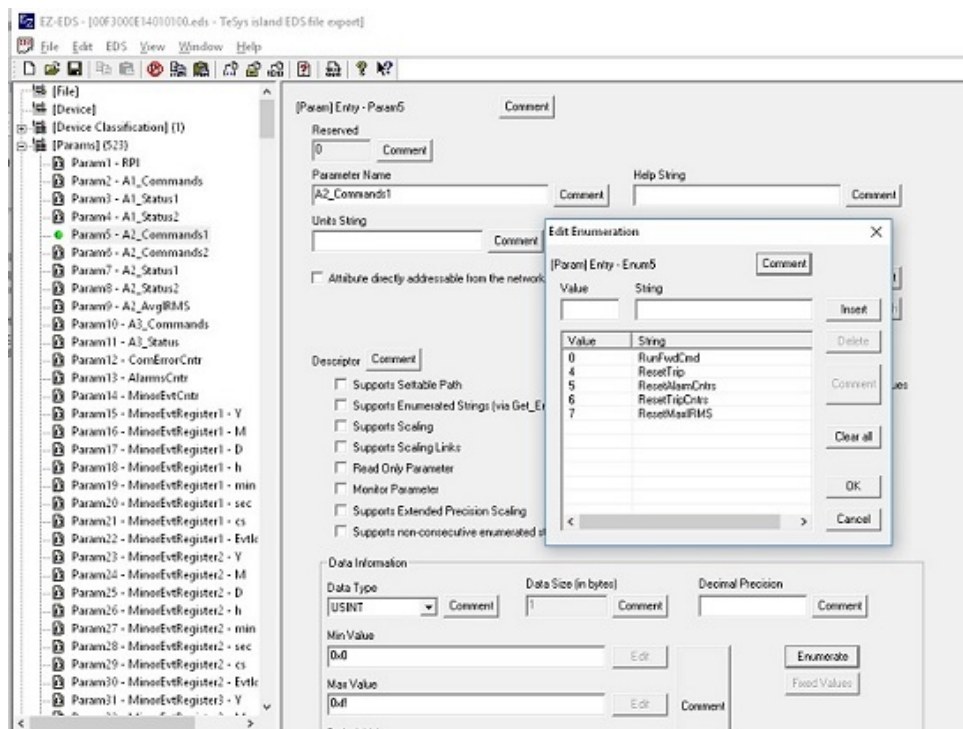 EZ-EDS - [00F3000E14010100.eds - TeSys island EDS file export]
File Edit EDS View Window Help
[File]
[Device]
[Device Classification] (1)
[Params] (523)
Param1 - RPI
Param2 - A1_Commands
Param3 - A1_Status1
Param4 - A1_Status2
Param5 - A2_Commands1
Param6 - A2_Commands2
Param7 - A2_Status1
Param8 - A2_Status2
Param9 - A2_AvgIRMS
Param10 - A3_Commands
Param11 - A3_Status
Param12 - ComErrorCntr
Param13 - AlarmsCntr
Param14 - MinorEvtCntr
Param15 - MinorEvtRegister1 - Y
Param16 - MinorEvtRegister1 - M
Param17 - MinorEvtRegister1 - D
Param18 - MinorEvtRegister1 - h
Param19 - MinorEvtRegister1 - min
Param20 - MinorEvtRegister1 - sec
Param21 - MinorEvtRegister1 - cs
Param22 - MinorEvtRegister1 - EvtIc
Param23 - MinorEvtRegister2 - Y
Param24 - MinorEvtRegister2 - M
Param25 - MinorEvtRegister2 - D
Param26 - MinorEvtRegister2 - h
Param27 - MinorEvtRegister2 - min
Param28 - MinorEvtRegister2 - sec
Param29 - MinorEvtRegister2 - cs
Param30 - MinorEvtRegister2 - EvtIc
Param31 - MinorEvtRegister3 - Y
[Param] Entry - Param5 Comment
Reserved
0 Comment
Parameter Name Help String
A2_Commands1 Comment Comment
Units String
Comment
Attribute directly addressable from the network
Descriptor Comment
Supports Settable Path
Supports Enumerated Strings (via Get_E
Supports Scaling
Supports Scaling Links
Read Only Parameter
Monitor Parameter
Supports Extended Precision Scaling
Supports non-consecutive enumerated st
Edit Enumeration
[Param] Entry - Enum5 Comment
Value String
Insert
Value String Delete
0 RunFwdCmd
4 ResetTrip
5 ResetAlarmCntrs Comment
6 ResetTripCntrs
7 ResetMaxIRMS
Clear all
OK
Cancel
Data Information
Data Type Data Size (in bytes) Decimal Precision
USINT Comment 1 Comment Comment
Min Value
0x0 Edit Enumerate
Max Value Fixed Values
0xff Edit Comment